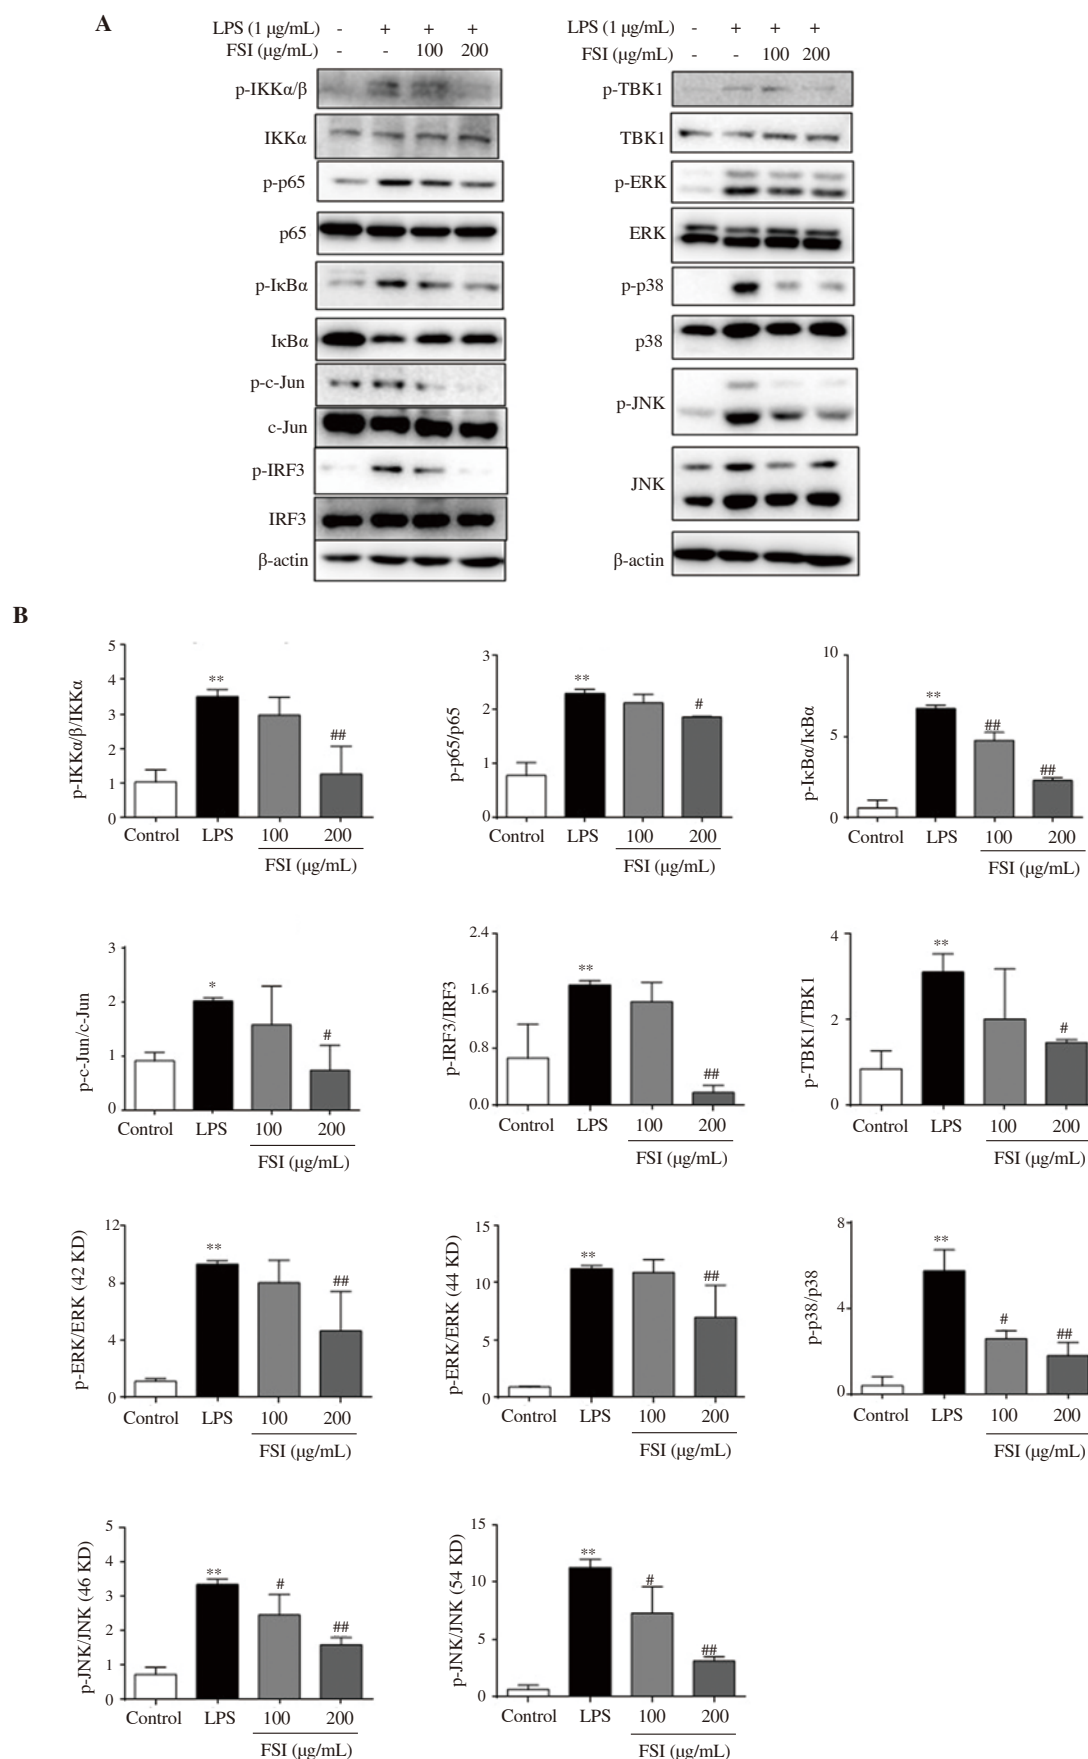 A
LPS (1 μg/mL) - + + +
FSI (μg/mL) - - 100 200
p-IKKα/β
IKKα
p-p65
p65
p-IκBα
IκBα
p-c-Jun
c-Jun
p-IRF3
IRF3
β-actin
LPS (1 μg/mL) - + + +
FSI (μg/mL) - - 100 200
p-TBK1
TBK1
p-ERK
ERK
p-p38
p38
p-JNK
JNK
β-actin
B
p-IKKα/β/IKKα
5
4
3
2
1
0
**
##
Control LPS 100 200
FSI (μg/mL)
p-p65/p65
3
2
1
0
**
#
Control LPS 100 200
FSI (μg/mL)
p-IκBα/IκBα
10
5
0
**
##
##
Control LPS 100 200
FSI (μg/mL)
p-c-Jun/c-Jun
3
2
1
0
*
#
Control LPS 100 200
FSI (μg/mL)
p-IRF3/IRF3
2.4
1.6
0.8
0.0
**
##
Control LPS 100 200
FSI (μg/mL)
p-TBK1/TBK1
4
2
0
**
#
Control LPS 100 200
FSI (μg/mL)
p-ERK/ERK (42 KD)
12
8
4
0
**
##
Control LPS 100 200
FSI (μg/mL)
p-ERK/ERK (44 KD)
15
10
5
0
**
##
Control LPS 100 200
FSI (μg/mL)
p-p38/p38
8
4
0
**
#
##
Control LPS 100 200
FSI (μg/mL)
p-JNK/JNK (46 KD)
5
4
3
2
1
0
**
#
##
Control LPS 100 200
FSI (μg/mL)
p-JNK/JNK (54 KD)
15
10
5
0
**
#
##
Control LPS 100 200
FSI (μg/mL)